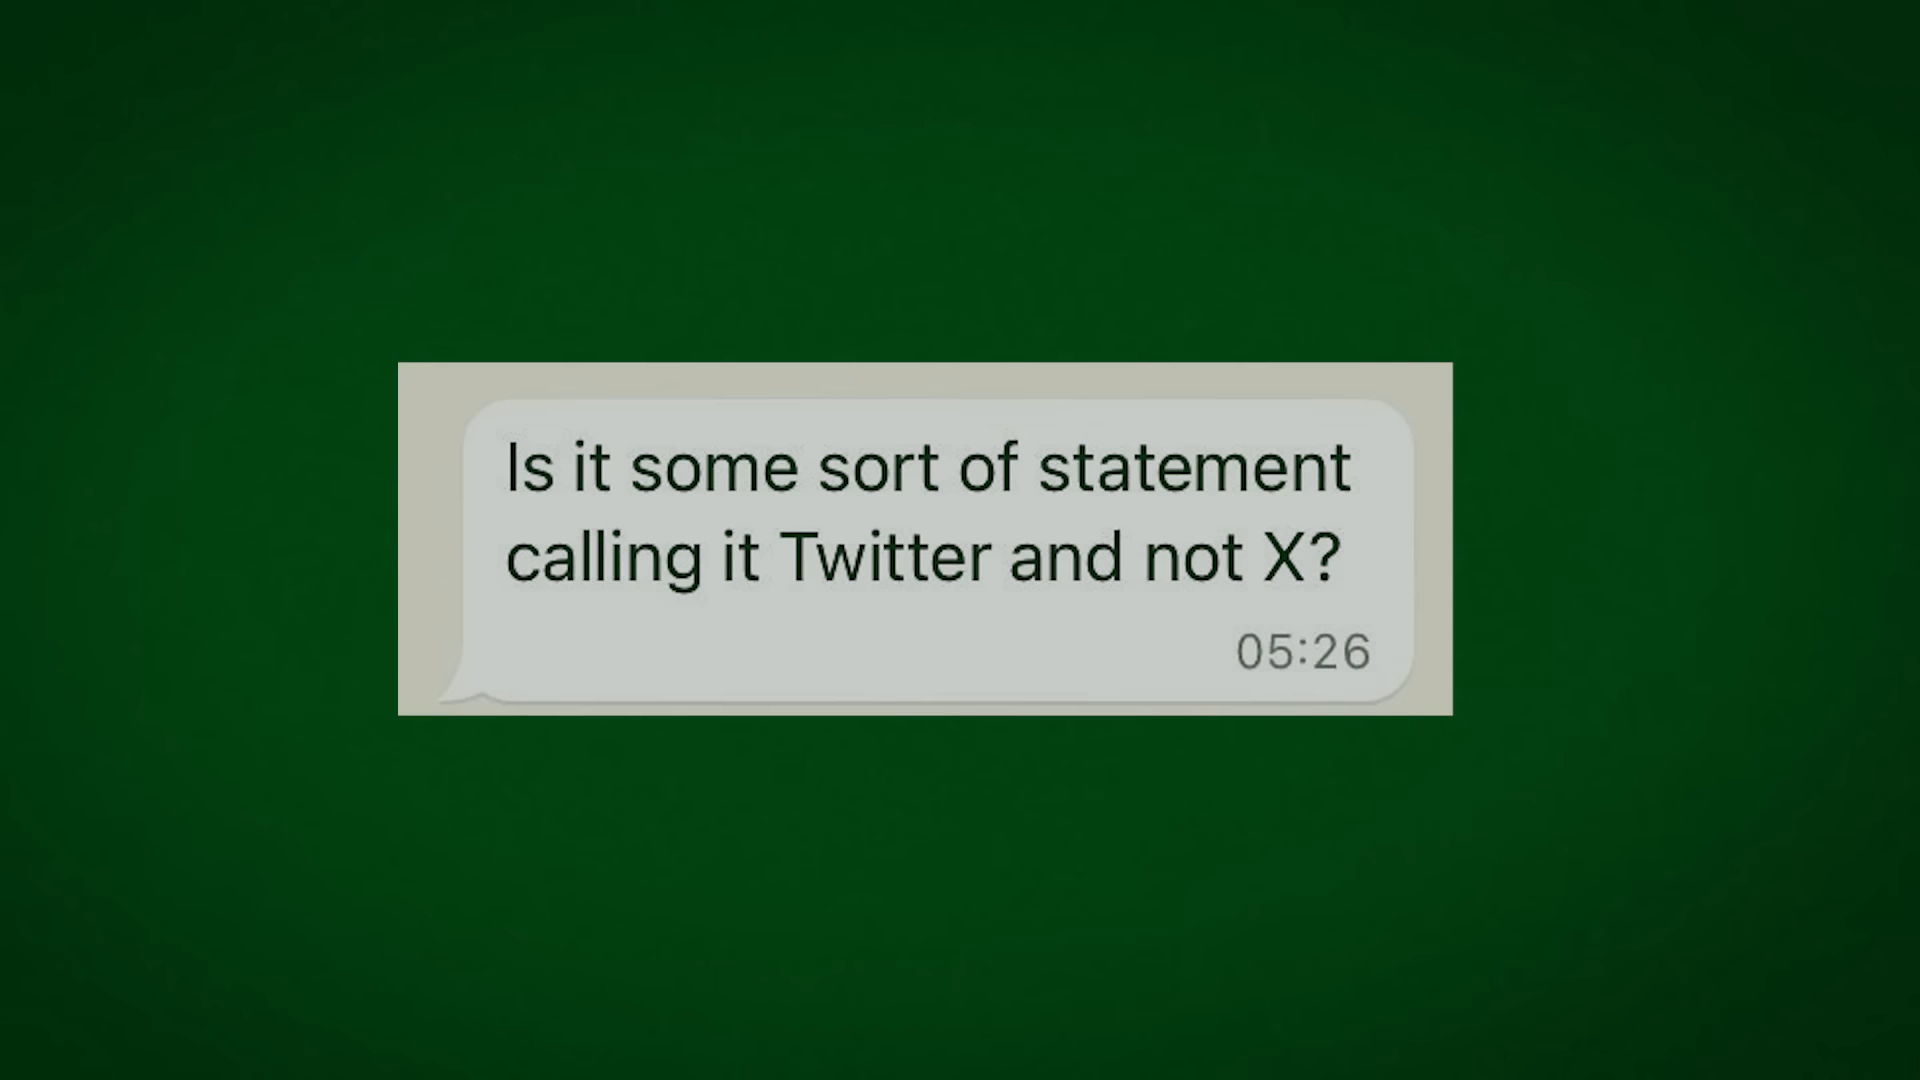 Is it some sort of statement
calling it Twitter and not X?
05:26